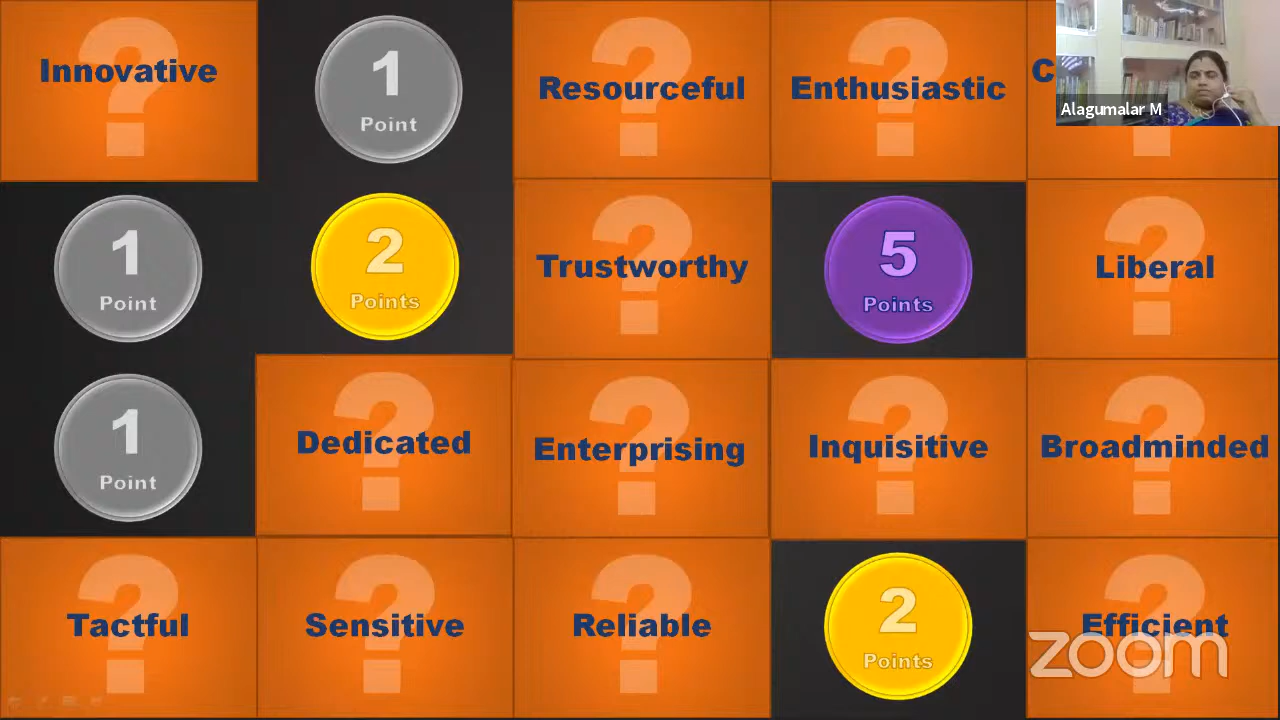 Innovative
1
Point
Resourceful
Enthusiastic
C
Alagumalar M
1
Point
2
Points
Trustworthy
5
Points
Liberal
1
Point
Dedicated
Enterprising
Inquisitive
Broadminded
Tactful
Sensitive
Reliable
2
Points
Efficient
zoom